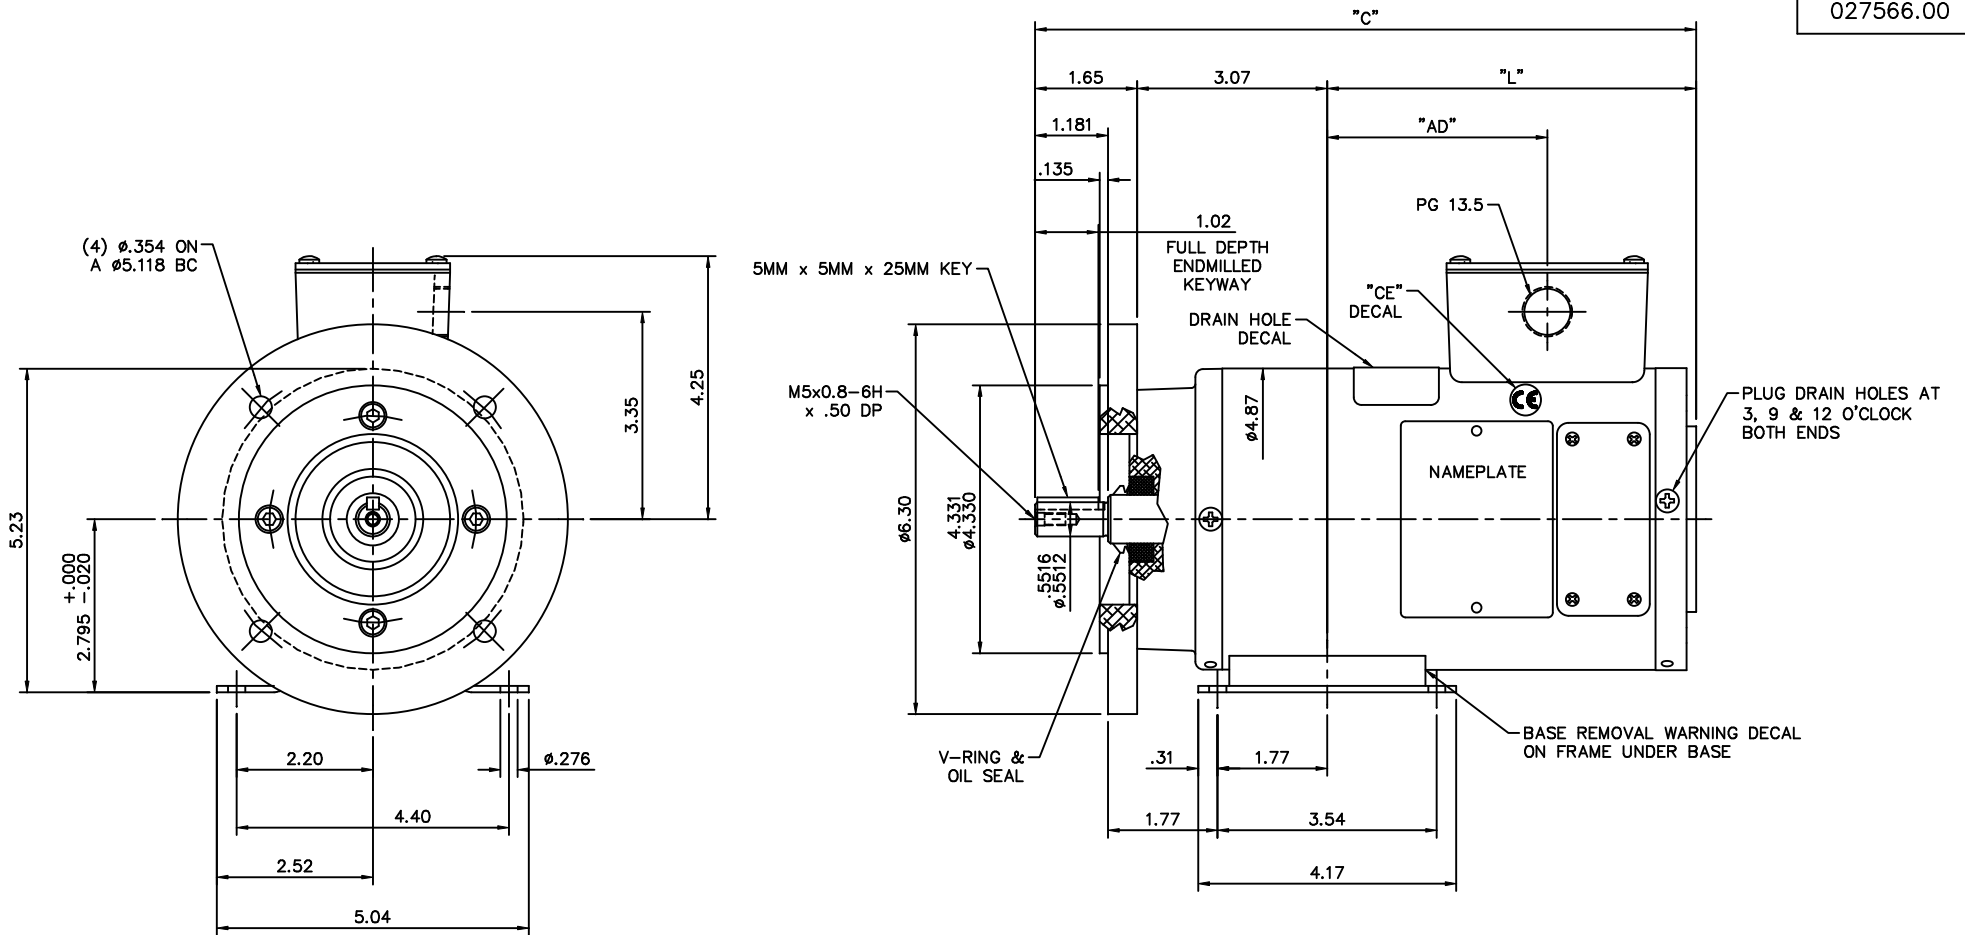 027566.00
"C"
1.65
3.07
"L"
1.181
"AD"
.135
PG 13.5
1.02
FULL DEPTH
ENDMILLED
KEYWAY
(4) ø.354 ON
A ø5.118 BC
5MM x 5MM x 25MM KEY
"CE"
DECAL
DRAIN HOLE
DECAL
M5x0.8-6H
x .50 DP
PLUG DRAIN HOLES AT
3, 9 & 12 O'CLOCK
BOTH ENDS
CE
4.25
3.35
ø4.87
NAMEPLATE
5.23
+.000
2.795 -.020
ø6.30
4.331
ø4.330
.5516
ø.5512
V-RING &
OIL SEAL
BASE REMOVAL WARNING DECAL
ON FRAME UNDER BASE
2.20
ø.276
.31
1.77
4.40
1.77
3.54
2.52
4.17
5.04